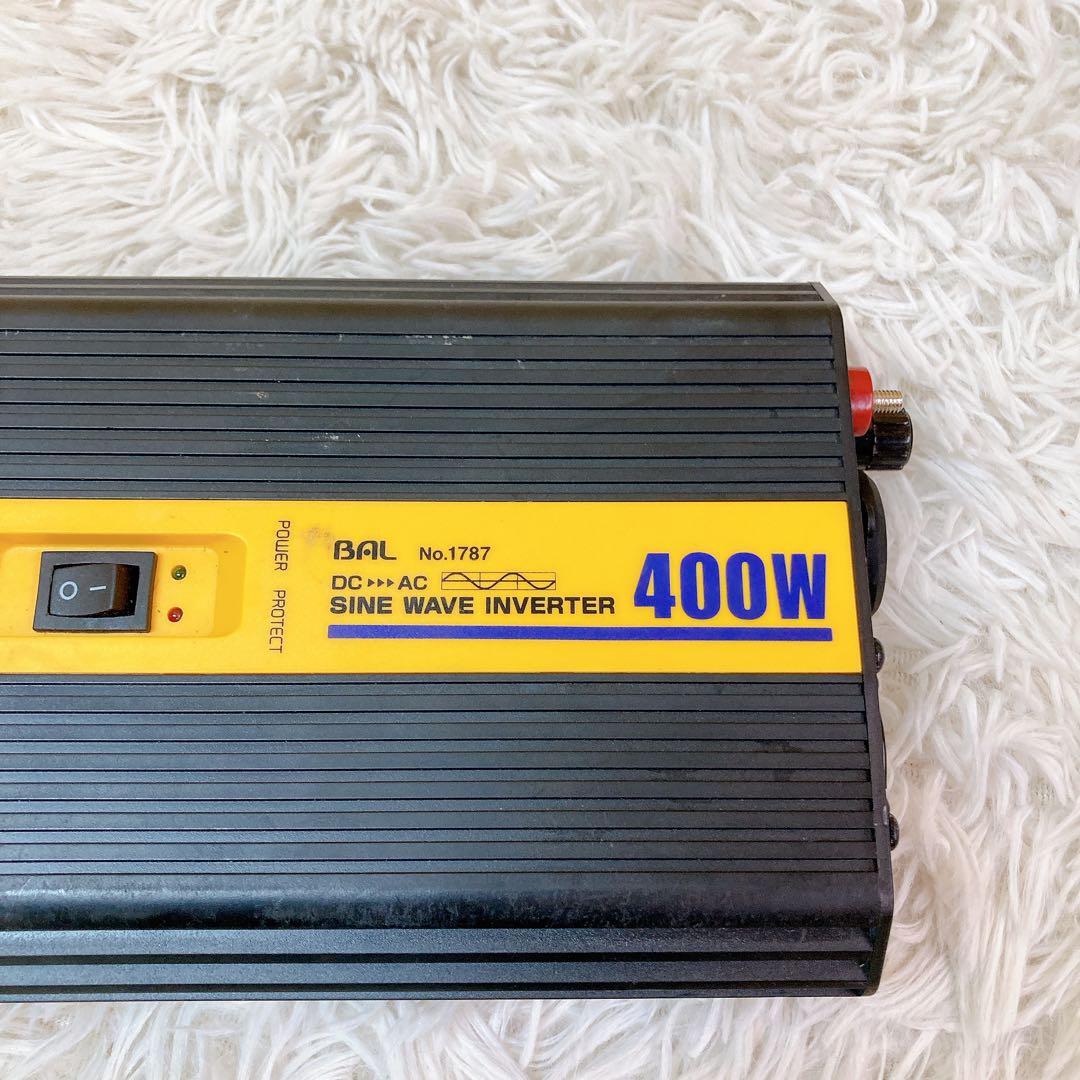 O I
POWER PROTECT
BAL No.1787
DC ▸▸▸ AC
SINE WAVE INVERTER 400W